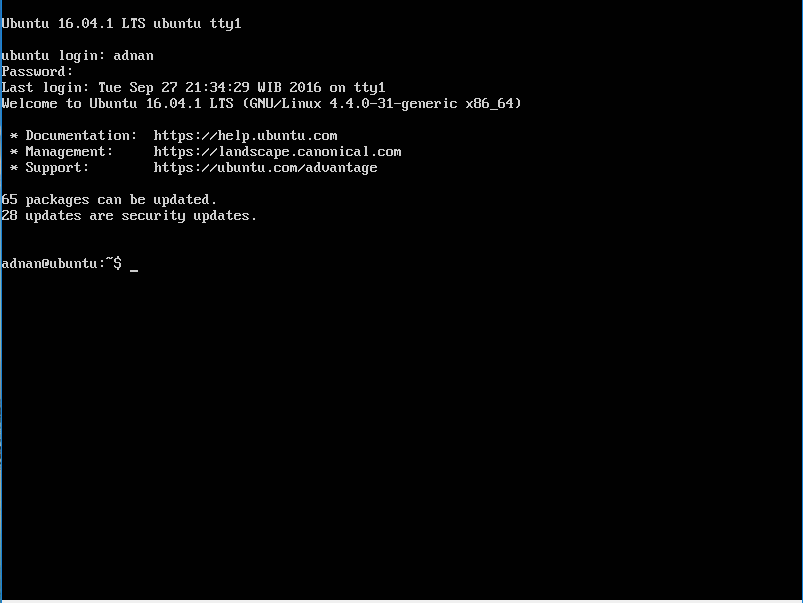 Ubuntu 16.04.1 LTS ubuntu tty1
ubuntu login: adnan
Password:
Last login: Tue Sep 27 21:34:29 WIB 2016 on tty1
Welcome to Ubuntu 16.04.1 LTS (GNU/Linux 4.4.0-31-generic x86_64)
* Documentation:  https://help.ubuntu.com
* Management:     https://landscape.canonical.com
* Support:        https://ubuntu.com/advantage
65 packages can be updated.
28 updates are security updates.
adnan@ubuntu:~$ _